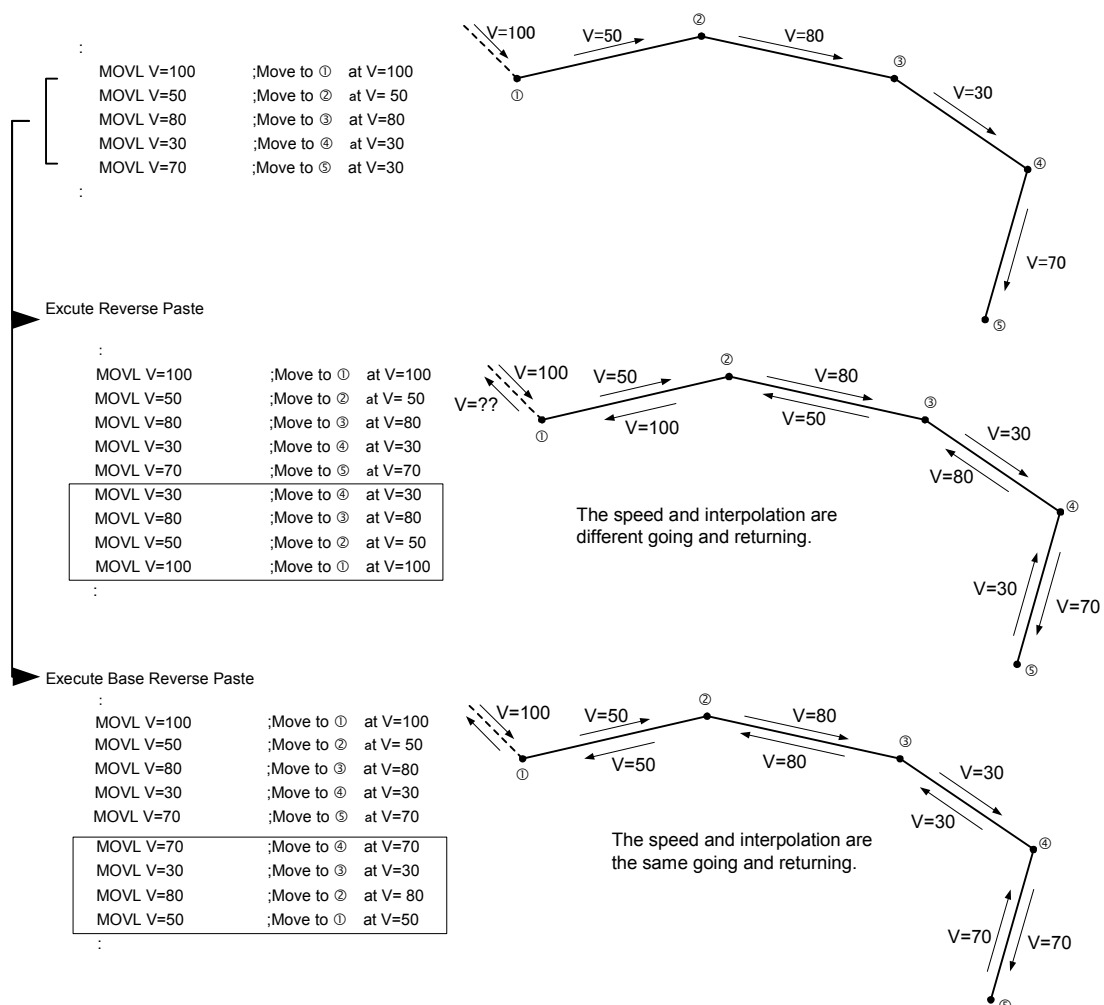 :
MOVL V=100 ;Move to ① at V=100
MOVL V=50 ;Move to ② at V= 50
MOVL V=80 ;Move to ③ at V=80
MOVL V=30 ;Move to ④ at V=30
MOVL V=70 ;Move to ⑤ at V=30
:
V=100
V=50
②
V=80
③
V=30
①
④
V=70
⑤
Excute Reverse Paste
:
MOVL V=100 ;Move to ① at V=100
MOVL V=50 ;Move to ② at V= 50
MOVL V=80 ;Move to ③ at V=80
MOVL V=30 ;Move to ④ at V=30
MOVL V=70 ;Move to ⑤ at V=70
MOVL V=30 ;Move to ④ at V=30
MOVL V=80 ;Move to ③ at V=80
MOVL V=50 ;Move to ② at V= 50
MOVL V=100 ;Move to ① at V=100
:
V=100
V=??
V=50
②
V=80
①
V=100
V=50
③
V=30
V=80
④
The speed and interpolation are
different going and returning.
V=30
V=70
⑤
Execute Base Reverse Paste
:
MOVL V=100 ;Move to ① at V=100
MOVL V=50 ;Move to ② at V= 50
MOVL V=80 ;Move to ③ at V=80
MOVL V=30 ;Move to ④ at V=30
MOVL V=70 ;Move to ⑤ at V=70
MOVL V=70 ;Move to ④ at V=70
MOVL V=30 ;Move to ③ at V=30
MOVL V=80 ;Move to ② at V= 80
MOVL V=50 ;Move to ① at V=50
:
V=100
V=50
②
V=80
①
V=50
V=80
③
V=30
V=30
④
The speed and interpolation are
the same going and returning.
V=70
V=70
⑤